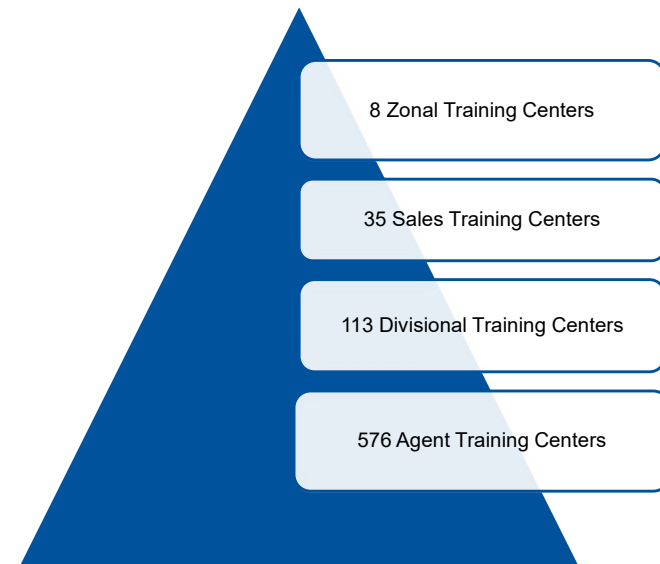 8 Zonal Training Centers
35 Sales Training Centers
113 Divisional Training Centers
576 Agent Training Centers